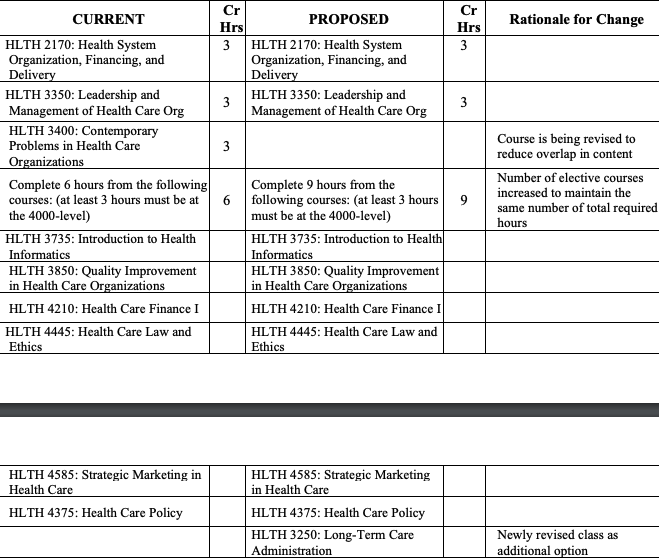 CURRENT
Cr
Hrs
PROPOSED
Cr
Hrs
Rationale for Change
HLTH 2170: Health System
Organization, Financing, and
Delivery
3
HLTH 2170: Health System
Organization, Financing, and
Delivery
3
HLTH 3350: Leadership and
Management of Health Care Org
3
HLTH 3350: Leadership and
Management of Health Care Org
3
HLTH 3400: Contemporary
Problems in Health Care
Organizations
3
Course is being revised to
reduce overlap in content
Complete 6 hours from the following
courses: (at least 3 hours must be at
the 4000-level)
6
Complete 9 hours from the
following courses: (at least 3 hours
must be at the 4000-level)
9
Number of elective courses
increased to maintain the
same number of total required
hours
HLTH 3735: Introduction to Health
Informatics
HLTH 3735: Introduction to Health
Informatics
HLTH 3850: Quality Improvement
in Health Care Organizations
HLTH 3850: Quality Improvement
in Health Care Organizations
HLTH 4210: Health Care Finance I
HLTH 4210: Health Care Finance I
HLTH 4445: Health Care Law and
Ethics
HLTH 4445: Health Care Law and
Ethics
HLTH 4585: Strategic Marketing in
Health Care
HLTH 4585: Strategic Marketing
in Health Care
HLTH 4375: Health Care Policy
HLTH 4375: Health Care Policy
HLTH 3250: Long-Term Care
Administration
Newly revised class as
additional option